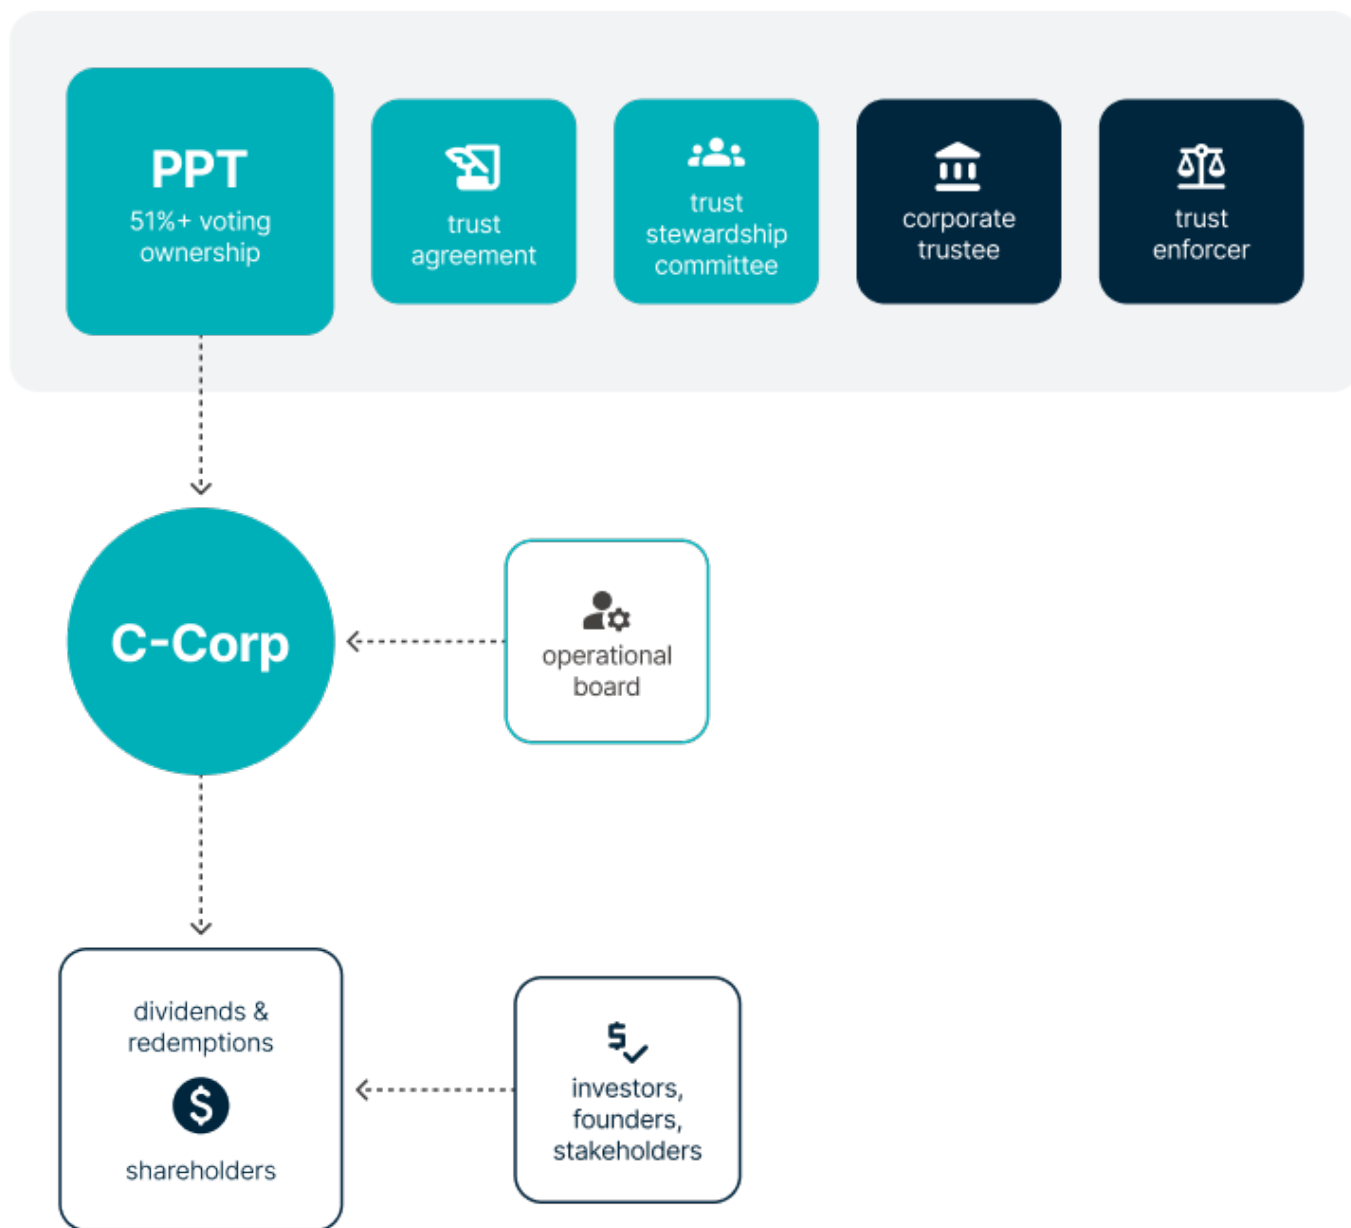 PPT
51%+ voting
ownership
trust
agreement
trust
stewardship
committee
corporate
trustee
trust
enforcer
C-Corp
operational
board
dividends &
redemptions
$
shareholders
$
investors,
founders,
stakeholders